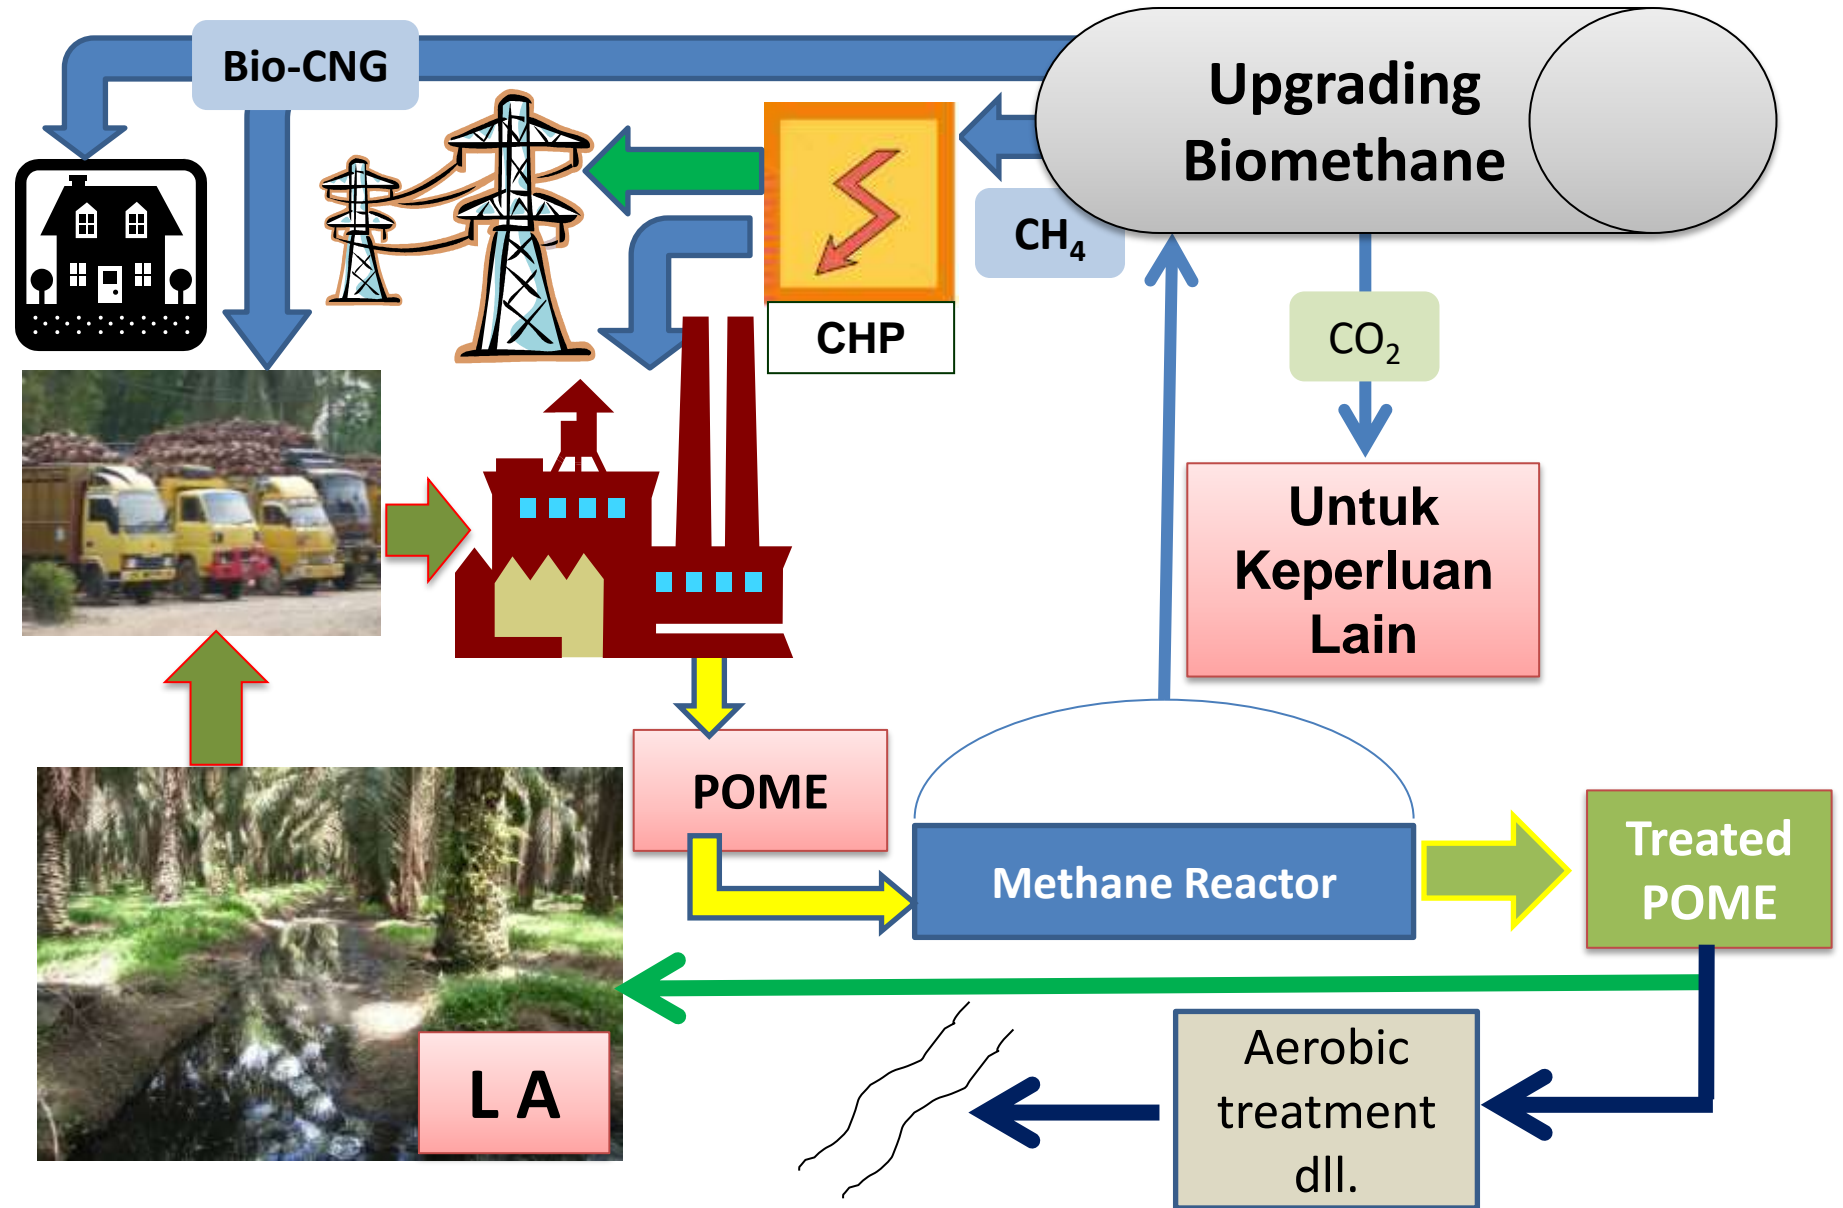 Bio-CNG
Upgrading
Biomethane
CH₄
CHP
CO₂
Untuk
Keperluan
Lain
POME
Methane Reactor
Treated
POME
L A
Aerobic
treatment
dll.